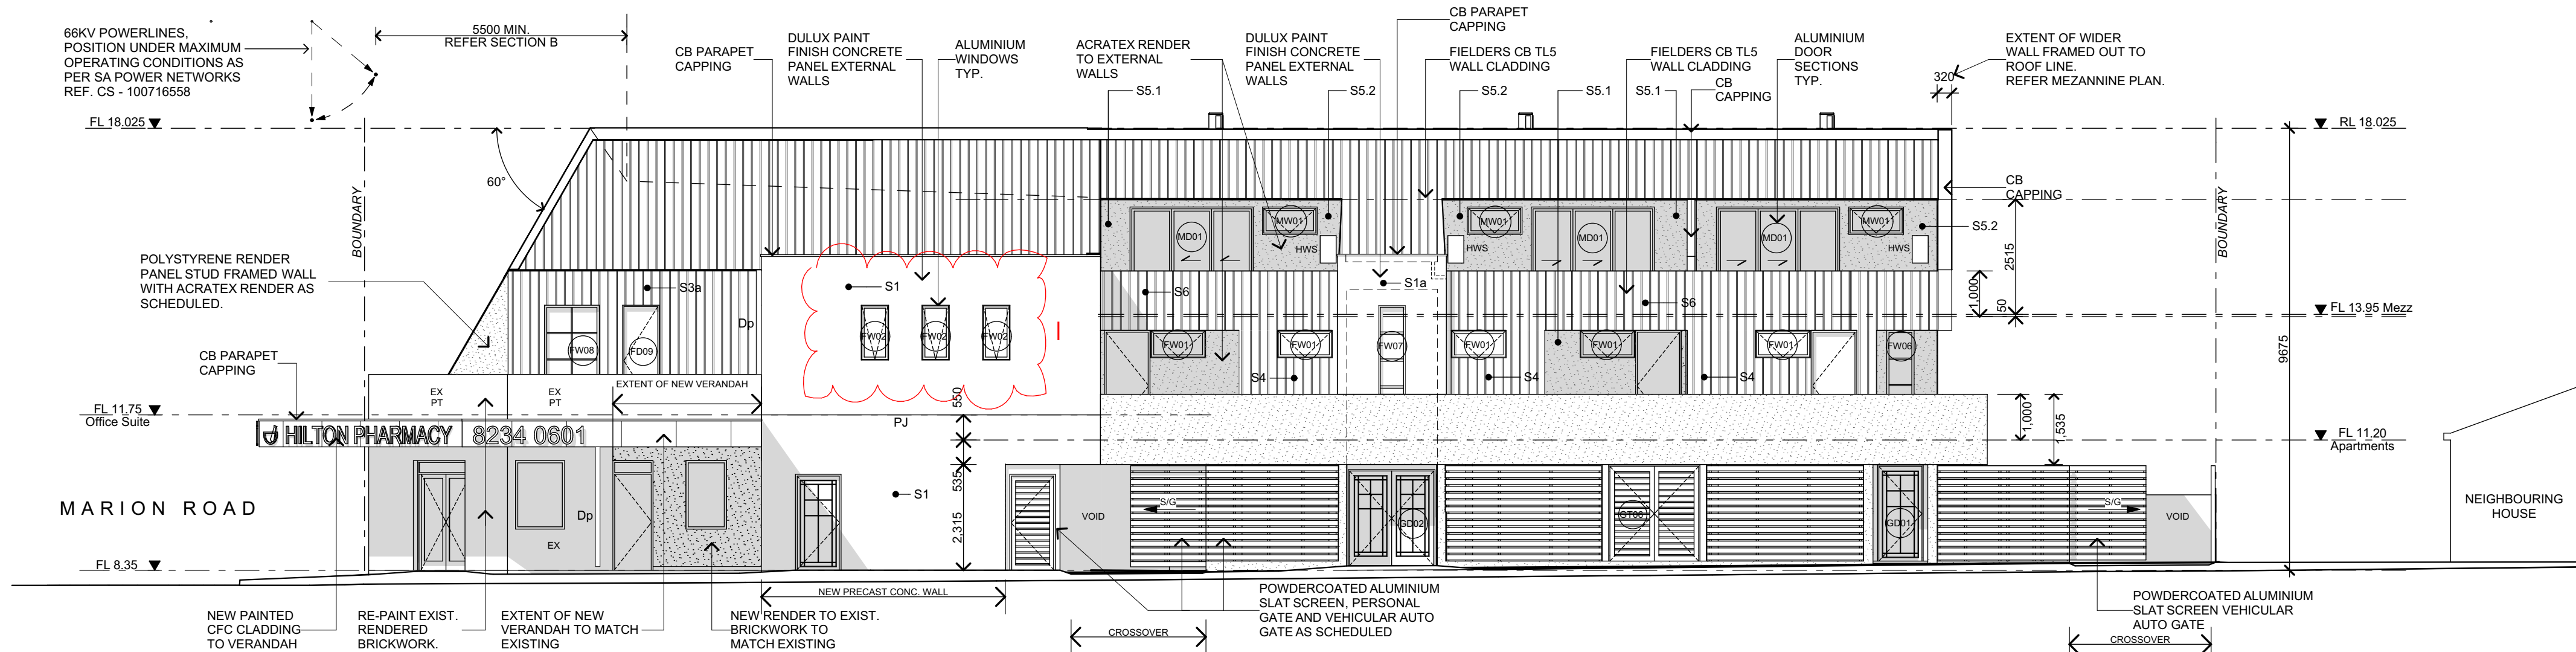 66KV POWERLINES,
POSITION UNDER MAXIMUM
OPERATING CONDITIONS AS
PER SA POWER NETWORKS
REF. CS - 100716558
5500 MIN.
REFER SECTION B
CB PARAPET
CAPPING
DULUX PAINT
FINISH CONCRETE
PANEL EXTERNAL
WALLS
ALUMINIUM
WINDOWS
TYP.
ACRATEX RENDER
TO EXTERNAL
WALLS
DULUX PAINT
FINISH CONCRETE
PANEL EXTERNAL
WALLS
CB PARAPET
CAPPING
FIELDERS CB TL5
WALL CLADDING
FIELDERS CB TL5
WALL CLADDING
CB
CAPPING
ALUMINIUM
DOOR
SECTIONS
TYP.
EXTENT OF WIDER
WALL FRAMED OUT TO
ROOF LINE.
REFER MEZANNINE PLAN.
320
S5.1
S5.2
S5.2
S5.1
S5.1
FL 18.025
RL 18.025
60°
BOUNDARY
BOUNDARY
CB
CAPPING
S5.2
MD01
MW01
HWS
MW01
HWS
MD01
MD01
MW01
HWS
2515
1,000
50
FL 13.95 Mezz
9675
POLYSTYRENE RENDER
PANEL STUD FRAMED WALL
WITH ACRATEX RENDER AS
SCHEDULED.
S3a
S1
S1a
S6
S6
Dp
I
FW08
FD09
FW02
FW02
FW02
FW01
FW01
FW07
FW01
FW01
FW01
FW06
S4
S4
S4
CB PARAPET
CAPPING
EX
PT
EX
PT
EXTENT OF NEW VERANDAH
550
FL 11.75
Office Suite
PJ
1,000
1,535
FL 11.20
Apartments
HILTON PHARMACY
8234 0601
535
2,315
S1
Dp
EX
VOID
S/G
GD02
GT06
GD01
S/G
VOID
MARION ROAD
NEIGHBOURING
HOUSE
FL 8.35
NEW PRECAST CONC. WALL
NEW PAINTED
CFC CLADDING
TO VERANDAH
RE-PAINT EXIST.
RENDERED
BRICKWORK.
EXTENT OF NEW
VERANDAH TO MATCH
EXISTING
NEW RENDER TO EXIST.
BRICKWORK TO
MATCH EXISTING
CROSSOVER
POWDERCOATED ALUMINIUM
SLAT SCREEN, PERSONAL
GATE AND VEHICULAR AUTO
GATE AS SCHEDULED
POWDERCOATED ALUMINIUM
SLAT SCREEN VEHICULAR
AUTO GATE
CROSSOVER